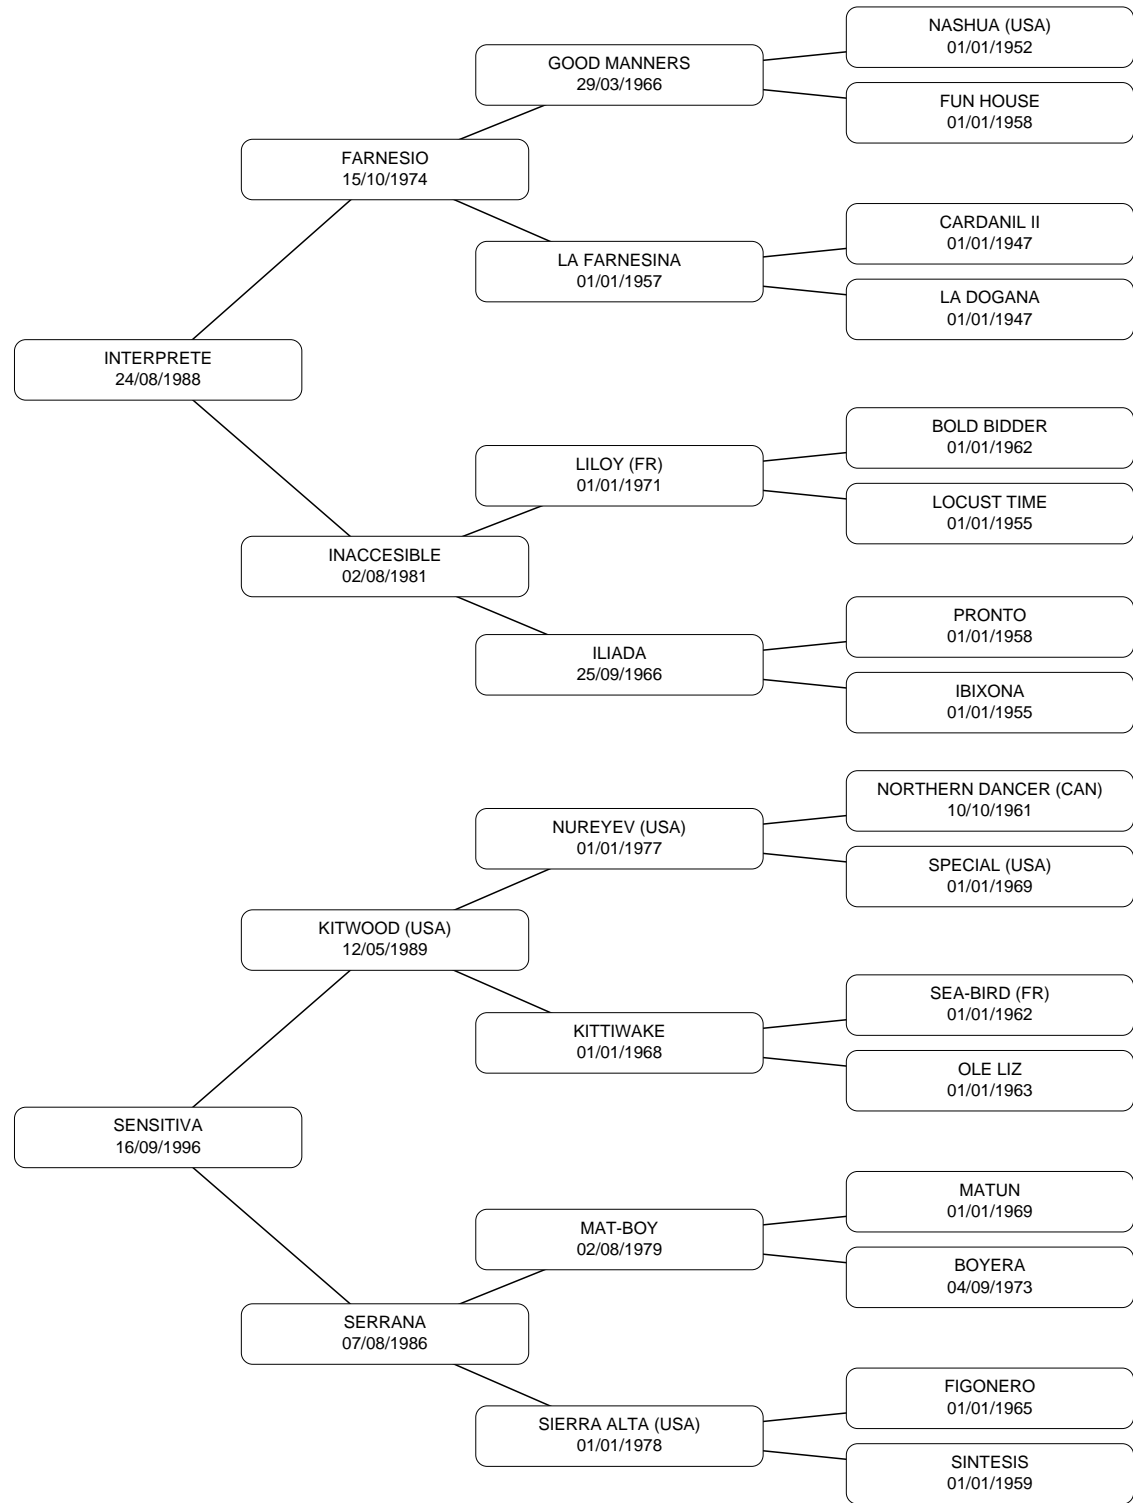 NASHUA (USA)
01/01/1952
GOOD MANNERS
29/03/1966
FUN HOUSE
01/01/1958
FARNESIO
15/10/1974
CARDANIL II
01/01/1947
LA FARNESINA
01/01/1957
LA DOGANA
01/01/1947
INTERPRETE
24/08/1988
BOLD BIDDER
01/01/1962
LILOY (FR)
01/01/1971
LOCUST TIME
01/01/1955
INACCESIBLE
02/08/1981
PRONTO
01/01/1958
ILIADA
25/09/1966
IBIXONA
01/01/1955
NORTHERN DANCER (CAN)
10/10/1961
NUREYEV (USA)
01/01/1977
SPECIAL (USA)
01/01/1969
KITWOOD (USA)
12/05/1989
SEA-BIRD (FR)
01/01/1962
KITTIWAKE
01/01/1968
OLE LIZ
01/01/1963
SENSITIVA
16/09/1996
MATUN
01/01/1969
MAT-BOY
02/08/1979
BOYERA
04/09/1973
SERRANA
07/08/1986
FIGONERO
01/01/1965
SIERRA ALTA (USA)
01/01/1978
SINTESIS
01/01/1959